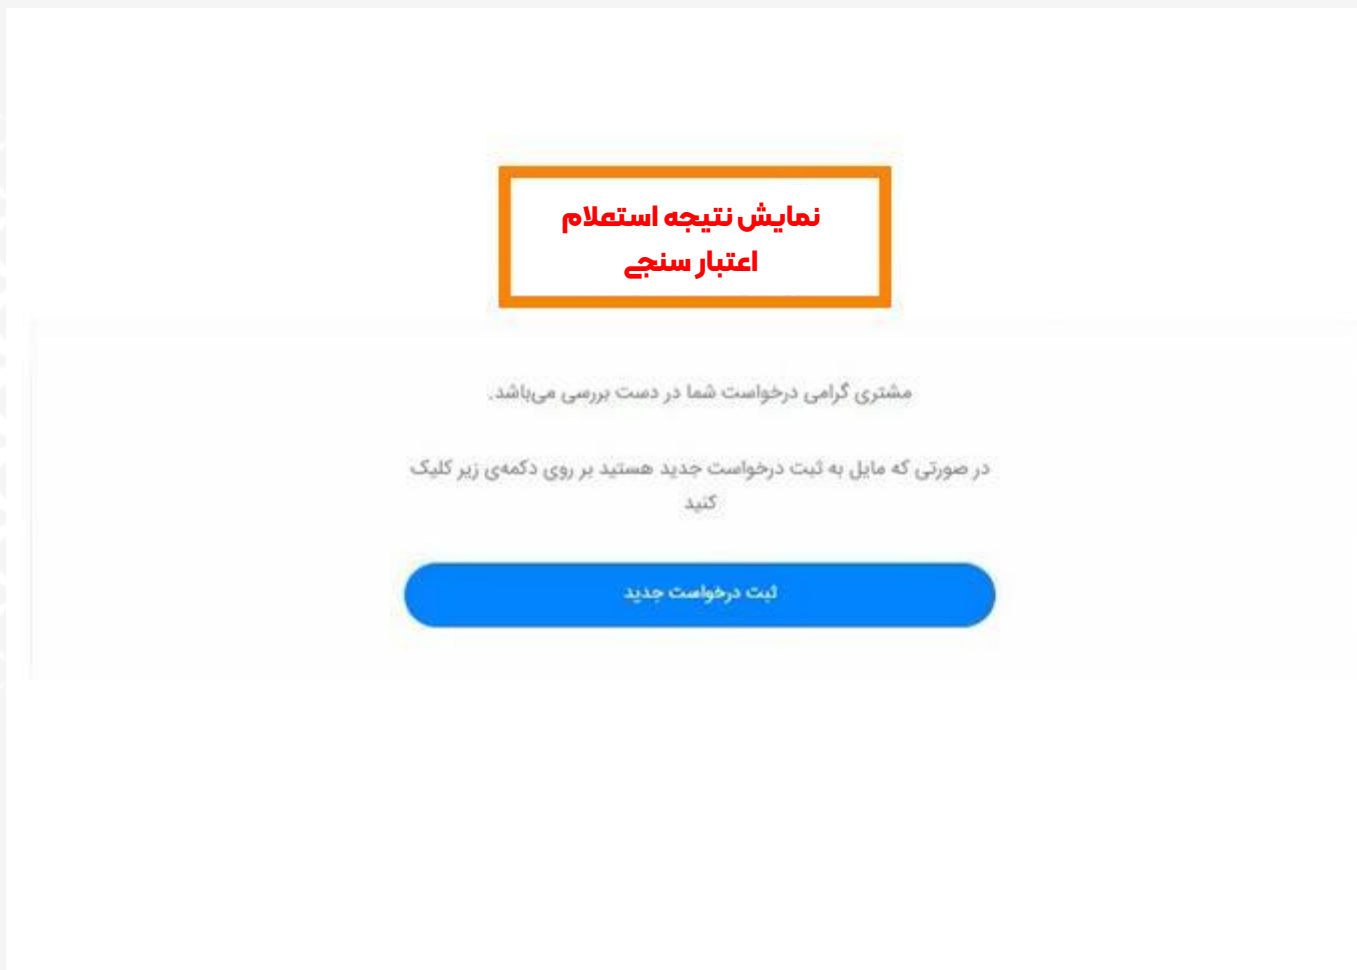 نمایش نتیجه استعلام
اعتبار سنجی
مشتری گرامی درخواست شما در دست بررسی می‌باشد.
در صورتی که مایل به ثبت درخواست جدید هستید بر روی دکمه‌ی زیر کلیک
کنید
ثبت درخواست جدید